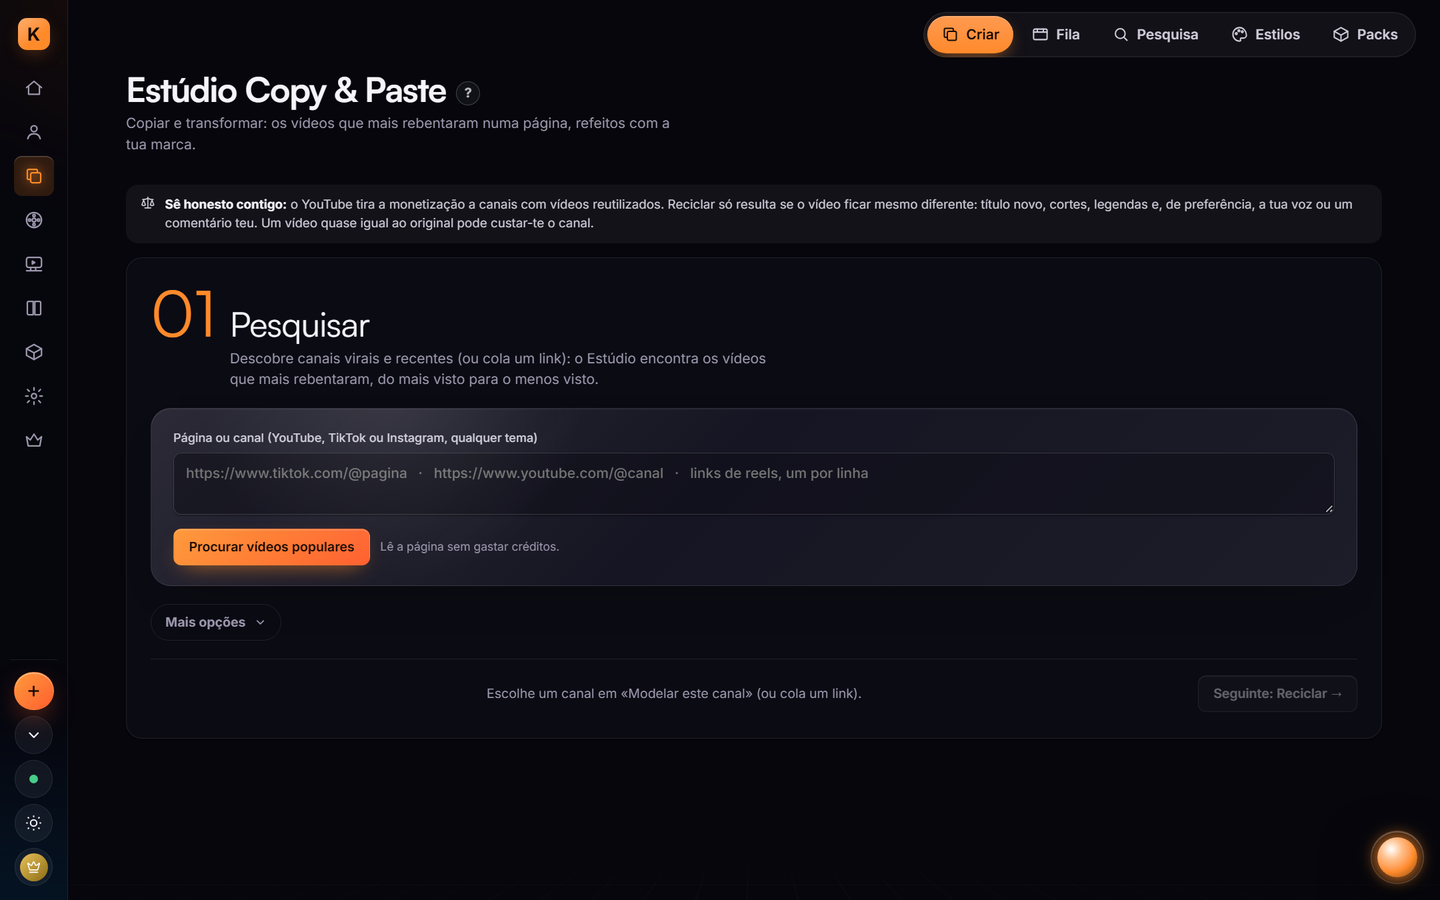 K
Criar
Fila
Pesquisa
Estilos
Packs
Estúdio Copy & Paste ?
Copiar e transformar: os vídeos que mais rebentaram numa página, refeitos com a
tua marca.
Sê honesto contigo: o YouTube tira a monetização a canais com vídeos reutilizados. Reciclar só resulta se o vídeo ficar mesmo diferente: título novo, cortes, legendas e, de preferência, a tua voz ou um
comentário teu. Um vídeo quase igual ao original pode custar-te o canal.
01 Pesquisar
Descobre canais virais e recentes (ou cola um link): o Estúdio encontra os vídeos
que mais rebentaram, do mais visto para o menos visto.
Página ou canal (YouTube, TikTok ou Instagram, qualquer tema)
https://www.tiktok.com/@pagina · https://www.youtube.com/@canal · links de reels, um por linha
Procurar vídeos populares
Lê a página sem gastar créditos.
Mais opções
Escolhe um canal em «Modelar este canal» (ou cola um link).
Seguinte: Reciclar →